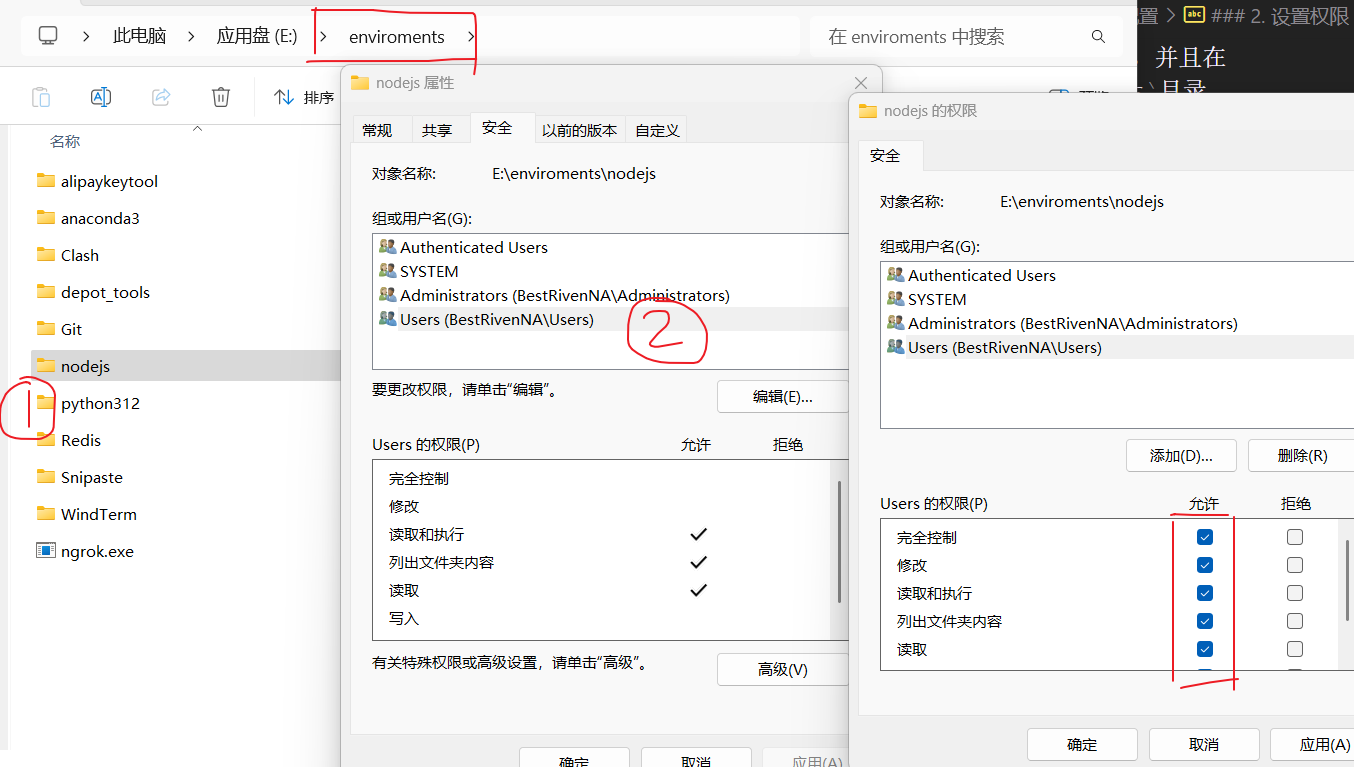 此电脑 应用盘 (E:) enviroments
在 enviroments 中搜索
置 > abc ### 2. 设置权限
并且在
排序
名称
alipaykeytool
anaconda3
Clash
depot_tools
Git
nodejs
python312
Redis
Snipaste
WindTerm
ngrok.exe
1
nodejs 属性
常规 共享 安全 以前的版本 自定义
对象名称: E:\enviroments\nodejs
组或用户名(G):
Authenticated Users
SYSTEM
Administrators (BestRivenNA\Administrators)
Users (BestRivenNA\Users)
2
要更改权限，请单击“编辑”。 编辑(E)...
Users 的权限(P) 允许 拒绝
完全控制
修改
读取和执行
列出文件夹内容
读取
写入
有关特殊权限或高级设置，请单击“高级”。 高级(V)
确定 取消 应用(A)
nodejs 的权限
安全
对象名称: E:\enviroments\nodejs
组或用户名(G):
Authenticated Users
SYSTEM
Administrators (BestRivenNA\Administrators)
Users (BestRivenNA\Users)
添加(D)... 删除(R)
Users 的权限(P) 允许 拒绝
完全控制
修改
读取和执行
列出文件夹内容
读取
确定 取消 应用(A)